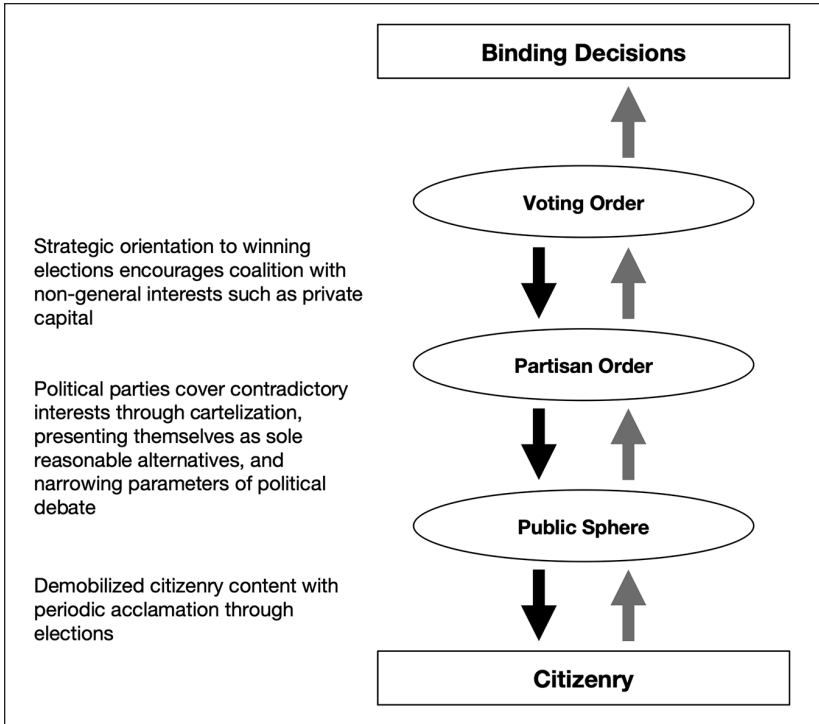 Binding Decisions
Voting Order
Strategic orientation to winning
elections encourages coalition with
non-general interests such as private
capital
Partisan Order
Political parties cover contradictory
interests through cartelization,
presenting themselves as sole
reasonable alternatives, and
narrowing parameters of political
debate
Public Sphere
Demobilized citizenry content with
periodic acclamation through
elections
Citizenry